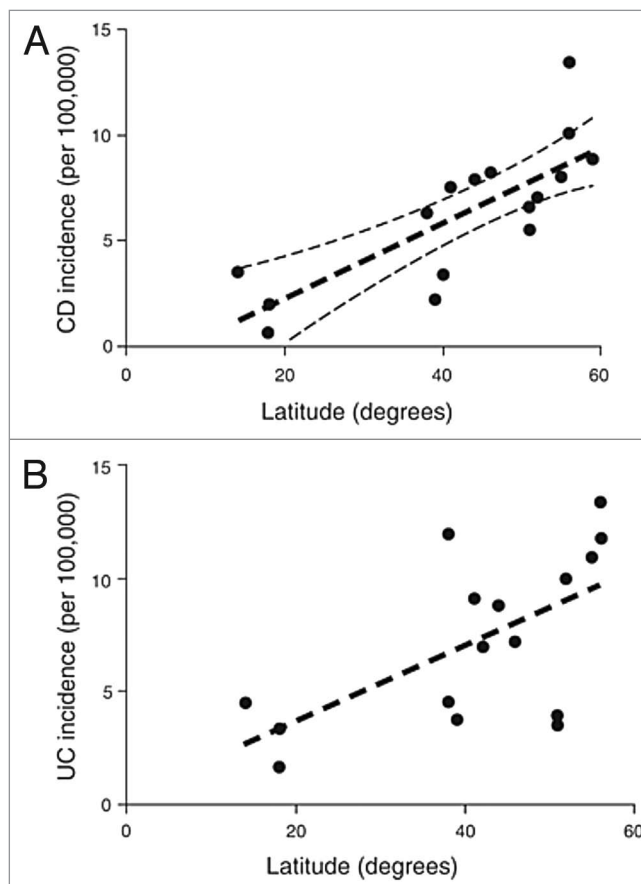 A
CD incidence (per 100,000)
15
10
5
0
0 20 40 60
Latitude (degrees)
B
UC incidence (per 100,000)
15
10
5
0
0 20 40 60
Latitude (degrees)